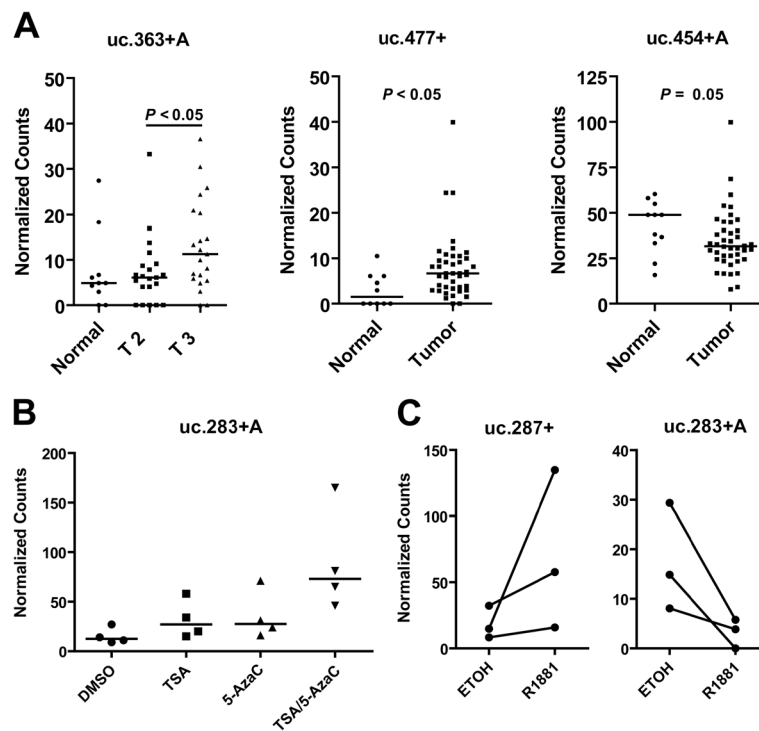 A
uc.363+A
uc.477+
uc.454+A
Normalized Counts
50
40
30
20
10
0
P < 0.05
Normal
T 2
T 3
Normalized Counts
50
40
30
20
10
0
P < 0.05
Normal
Tumor
Normalized Counts
125
100
75
50
25
0
P = 0.05
Normal
Tumor
B
uc.283+A
Normalized Counts
200
150
100
50
0
DMSO
TSA
5-AzaC
TSA/5-AzaC
C
uc.287+
Normalized Counts
150
100
50
0
ETOH
R1881
uc.283+A
40
30
20
10
0
ETOH
R1881